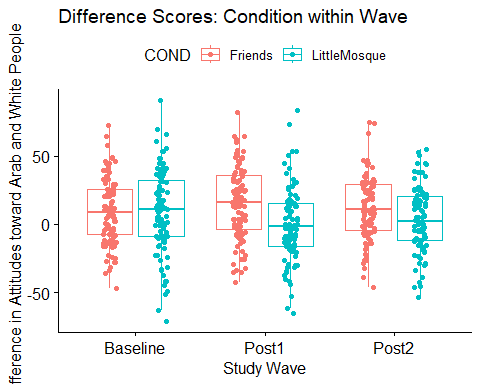 Difference Scores: Condition within Wave
COND Friends LittleMosque
fference in Attitudes toward Arab and White People
50
0
-50
Baseline Post1 Post2
Study Wave